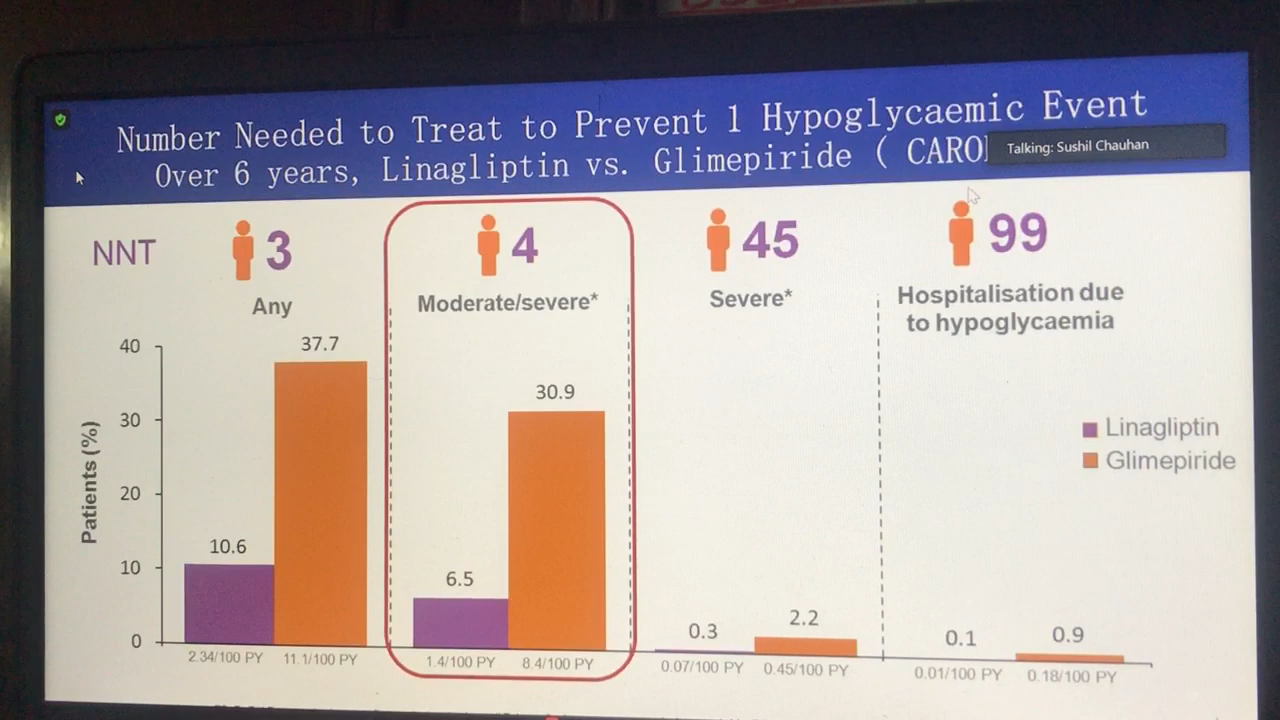 Number Needed to Treat to Prevent 1 Hypoglycaemic Event
Over 6 years, Linagliptin vs. Glimepiride ( CARO
Talking: Sushil Chauhan
NNT
3
4
45
99
Any
Moderate/severe*
Severe*
Hospitalisation due
to hypoglycaemia
Patients (%)
40
30
20
10
0
10.6
37.7
6.5
30.9
0.3
2.2
0.1
0.9
Linagliptin
Glimepiride
2.34/100 PY
11.1/100 PY
1.4/100 PY
8.4/100 PY
0.07/100 PY
0.45/100 PY
0.01/100 PY
0.18/100 PY